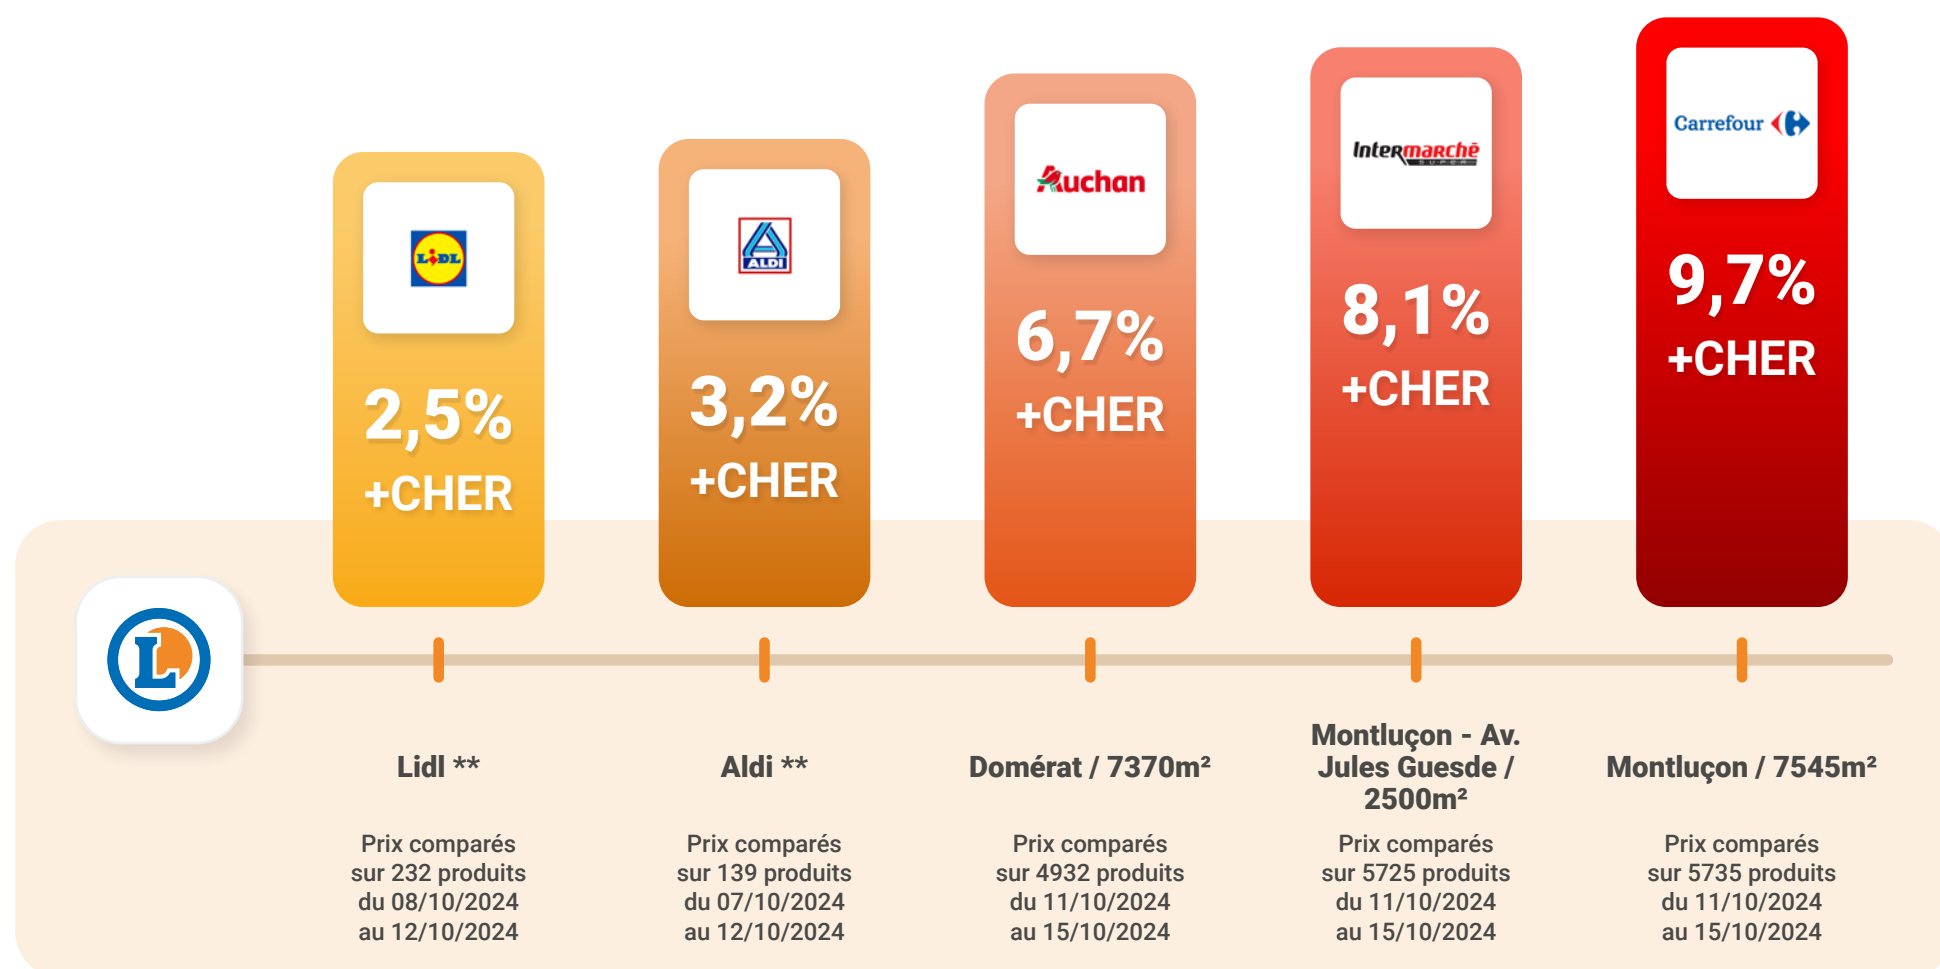 LiDL
2,5%
+CHER
ALDI
3,2%
+CHER
Auchan
6,7%
+CHER
Intermarchē
SUPER
8,1%
+CHER
Carrefour
9,7%
+CHER
L
Lidl **
Prix comparés
sur 232 produits
du 08/10/2024
au 12/10/2024
Aldi **
Prix comparés
sur 139 produits
du 07/10/2024
au 12/10/2024
Domérat / 7370m²
Prix comparés
sur 4932 produits
du 11/10/2024
au 15/10/2024
Montluçon - Av.
Jules Guesde /
2500m²
Prix comparés
sur 5725 produits
du 11/10/2024
au 15/10/2024
Montluçon / 7545m²
Prix comparés
sur 5735 produits
du 11/10/2024
au 15/10/2024